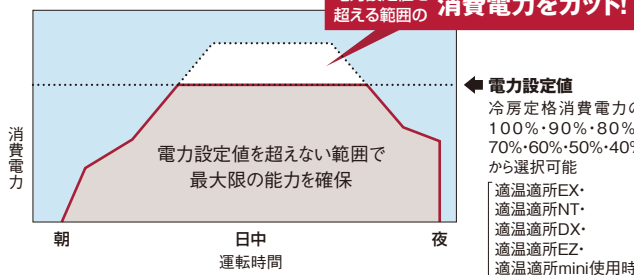 超える範囲の 消費電力をカット!
電力設定値
冷房定格消費電力の
100%・90%・80%
70%・60%・50%・40%
から選択可能
適温適所EX・
適温適所NT・
適温適所DX・
適温適所EZ・
適温適所mini使用時
消費電力
電力設定値を超えない範囲で
最大限の能力を確保
朝 日中 夜
運転時間